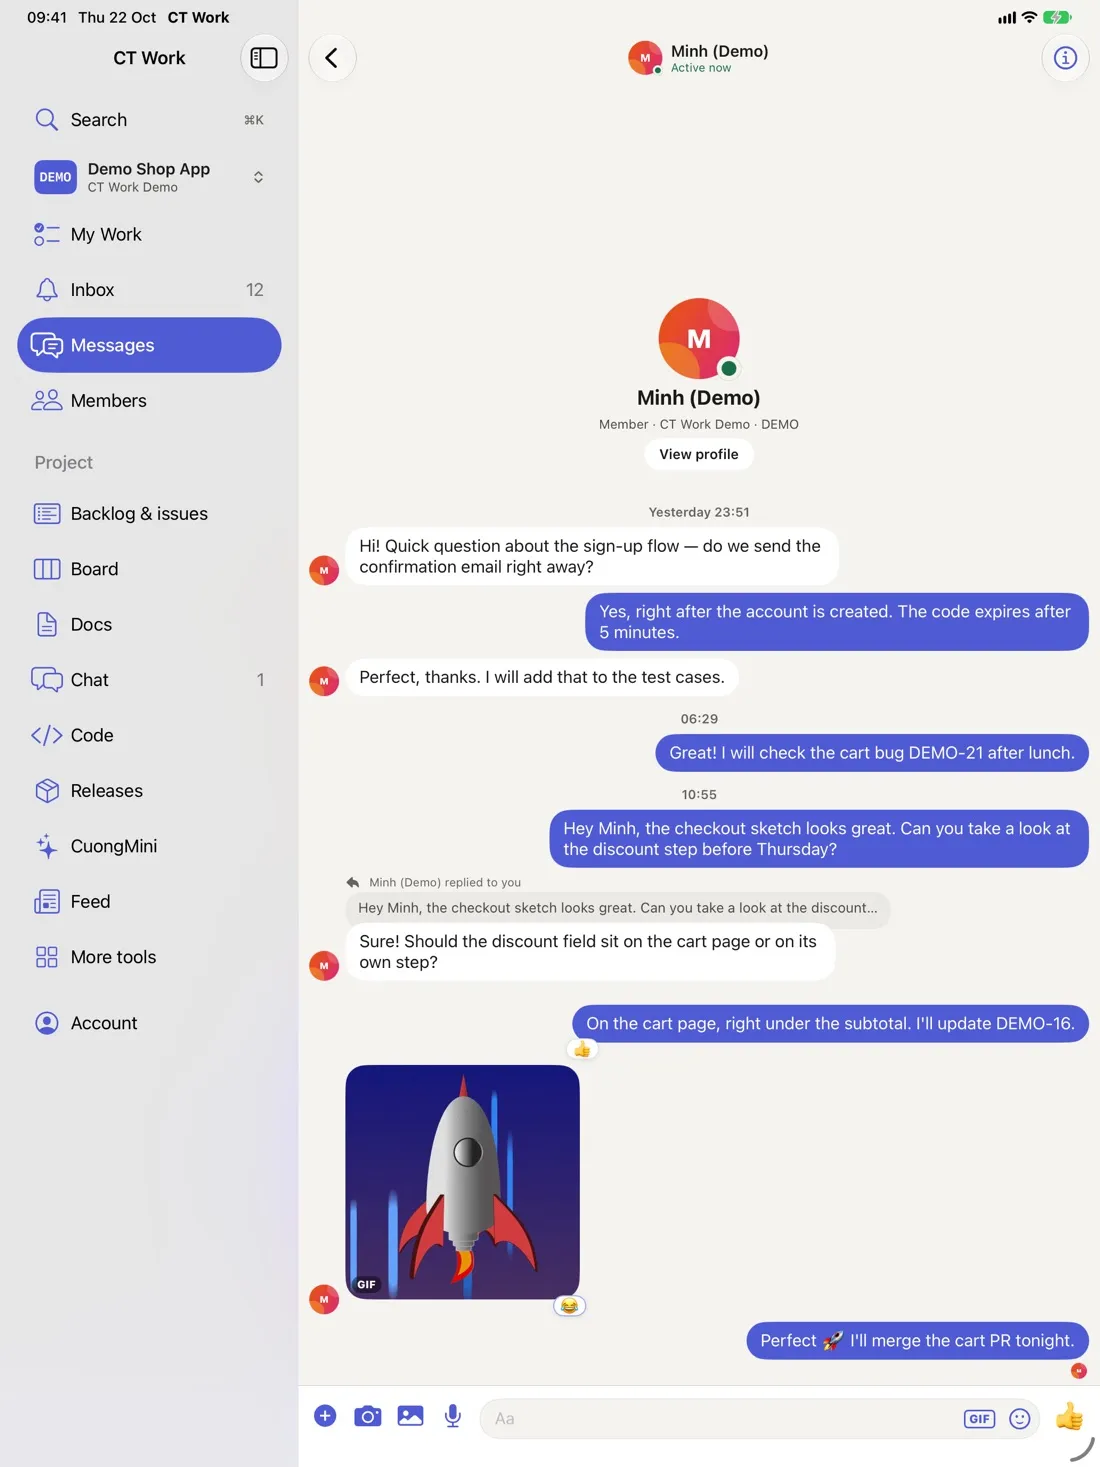 09:41 Thu 22 Oct CT Work
CT Work
Search ⌘K
DEMO
Demo Shop App
CT Work Demo
My Work
Inbox 12
Messages
Members
Project
Backlog & issues
Board
Docs
Chat 1
Code
Releases
CuongMini
Feed
More tools
Account
M
Minh (Demo)
Active now
M
Minh (Demo)
Member · CT Work Demo · DEMO
View profile
Yesterday 23:51
Hi! Quick question about the sign-up flow — do we send the
confirmation email right away?
M
Yes, right after the account is created. The code expires after
5 minutes.
Perfect, thanks. I will add that to the test cases.
M
06:29
Great! I will check the cart bug DEMO-21 after lunch.
10:55
Hey Minh, the checkout sketch looks great. Can you take a look at
the discount step before Thursday?
Minh (Demo) replied to you
Hey Minh, the checkout sketch looks great. Can you take a look at the discount...
Sure! Should the discount field sit on the cart page or on its
own step?
M
On the cart page, right under the subtotal. I'll update DEMO-16.
👍
GIF
M
😂
Perfect 🚀 I'll merge the cart PR tonight.
M
Aa
GIF